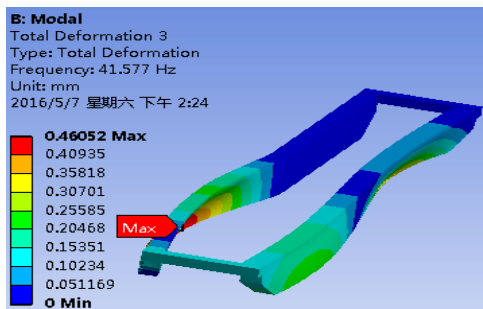 B: Modal
Total Deformation 3
Type: Total Deformation
Frequency: 41.577 Hz
Unit: mm
2016/5/7 星期六 下午 2:24
0.46052 Max
0.40935
0.35818
0.30701
0.25585
0.20468
0.15351
0.10234
0.051169
0 Min
Max